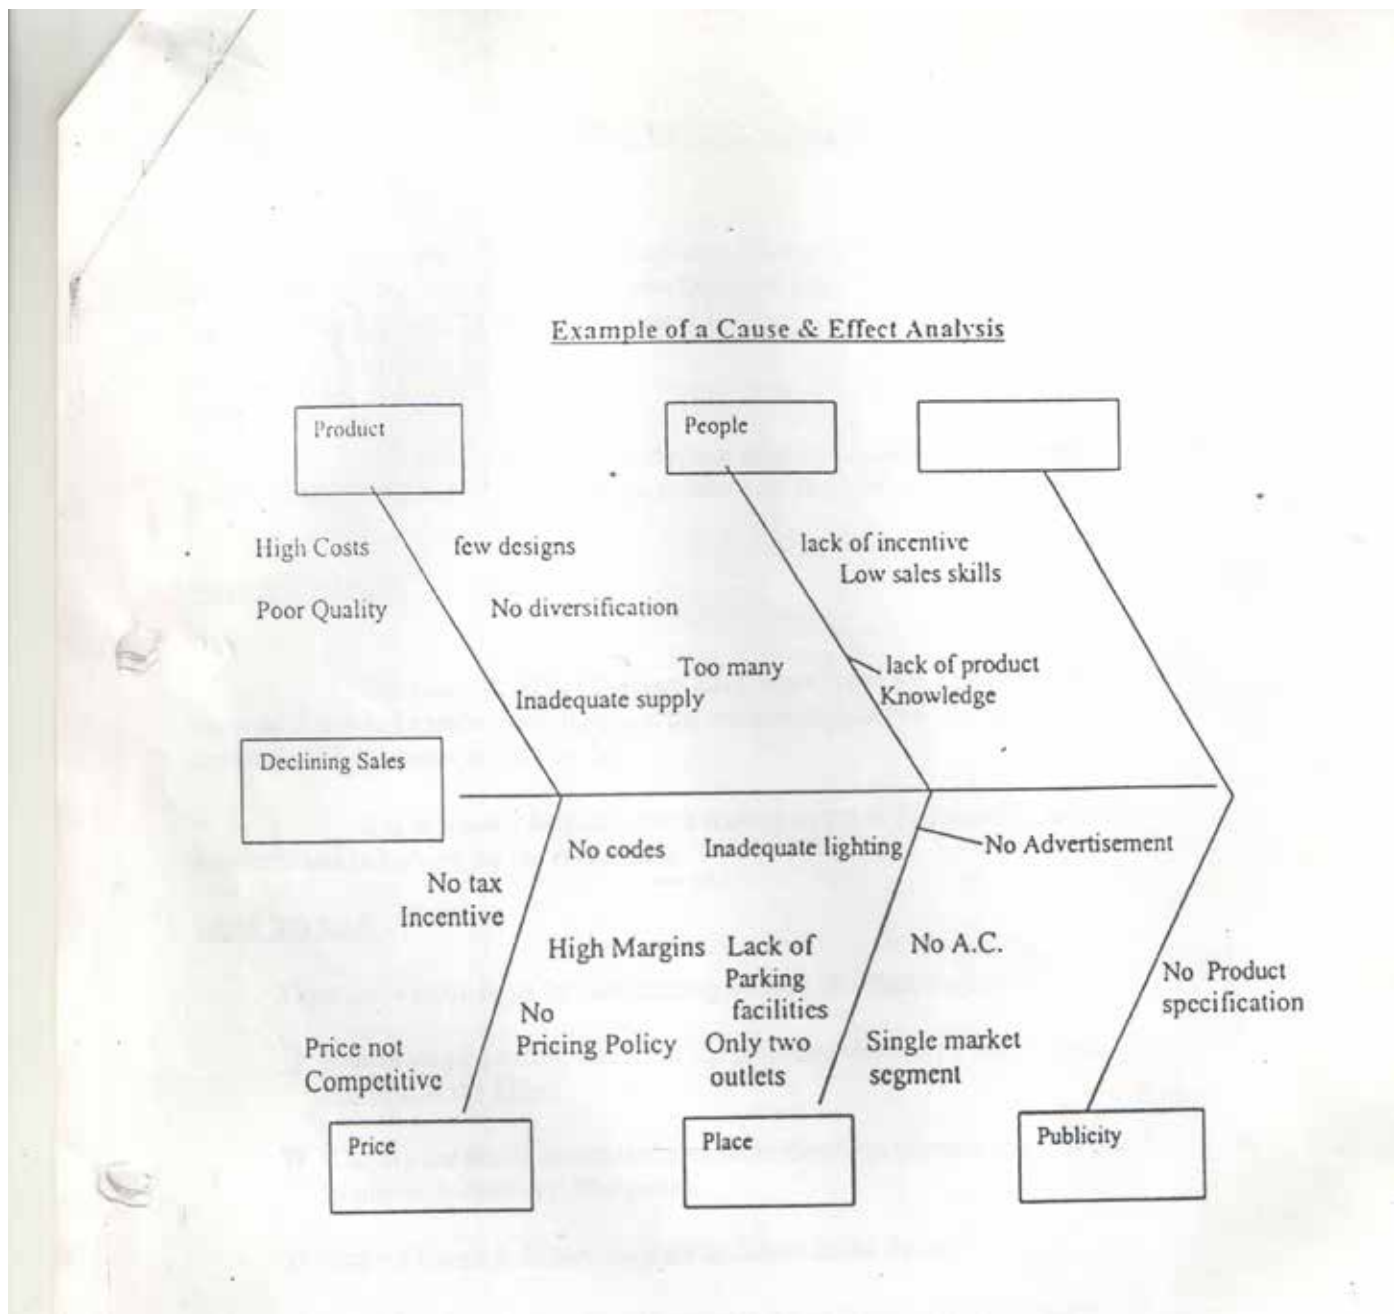 Example of a Cause & Effect Analysis
Product
People
High Costs
few designs
lack of incentive
Low sales skills
Poor Quality
No diversification
Too many
lack of product
Inadequate supply
Knowledge
Declining Sales
No codes
Inadequate lighting
No Advertisement
No tax
Incentive
High Margins
Lack of
Parking
facilities
No A.C.
No Product
specification
No
Pricing Policy
Only two
outlets
Single market
segment
Price not
Competitive
Price
Place
Publicity